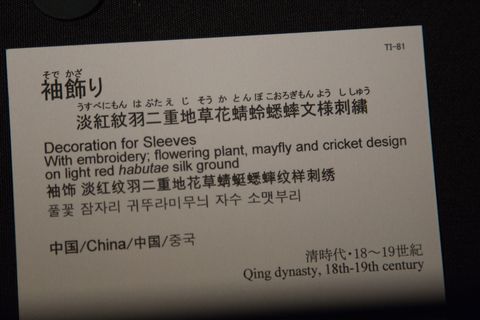 TI-81
そで かざ
袖飾り
うすべにもん は ぶたえ じ そうか とんぼ こおろぎもんよう ししゅう
淡紅紋羽二重地草花蜻蛉蟋蟀文様刺繍
Decoration for Sleeves
With embroidery; flowering plant, mayfly and cricket design
on light red habutae silk ground
袖饰 淡红纹羽二重地花草蜻蜓蟋蟀纹样刺绣
풀꽃 잠자리 귀뚜라미무늬 자수 소맷부리
中国/China/中国/중국
清時代・18～19世紀
Qing dynasty, 18th-19th century